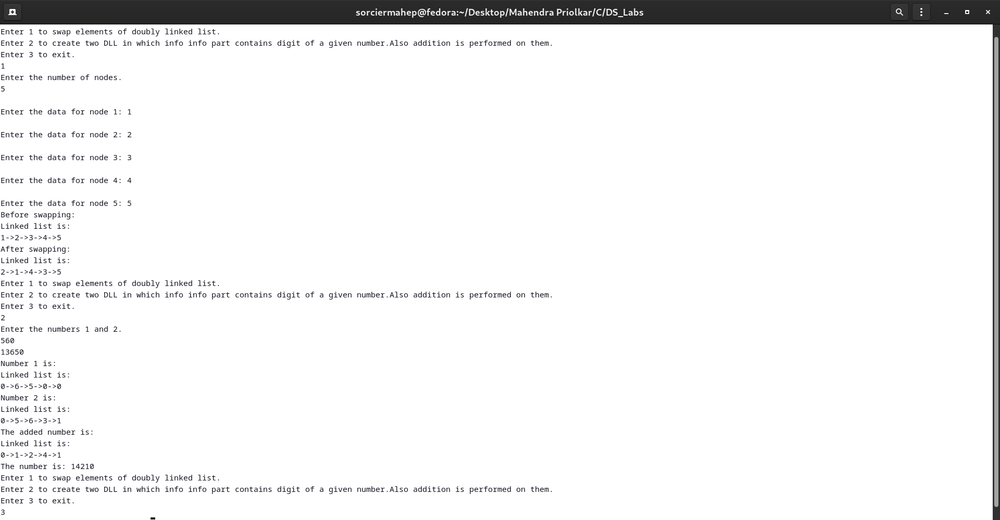 sorciermahep@fedora:~/Desktop/Mahendra Priolkar/C/DS_Labs
Enter 1 to swap elements of doubly linked list.
Enter 2 to create two DLL in which info info part contains digit of a given number.Also addition is performed on them.
Enter 3 to exit.
1
Enter the number of nodes.
5
Enter the data for node 1: 1
Enter the data for node 2: 2
Enter the data for node 3: 3
Enter the data for node 4: 4
Enter the data for node 5: 5
Before swapping:
Linked list is:
1->2->3->4->5
After swapping:
Linked list is:
2->1->4->3->5
Enter 1 to swap elements of doubly linked list.
Enter 2 to create two DLL in which info info part contains digit of a given number.Also addition is performed on them.
Enter 3 to exit.
2
Enter the numbers 1 and 2.
560
13650
Number 1 is:
Linked list is:
0->6->5->0->0
Number 2 is:
Linked list is:
0->5->6->3->1
The added number is:
Linked list is:
0->1->2->4->1
The number is: 14210
Enter 1 to swap elements of doubly linked list.
Enter 2 to create two DLL in which info info part contains digit of a given number.Also addition is performed on them.
Enter 3 to exit.
3